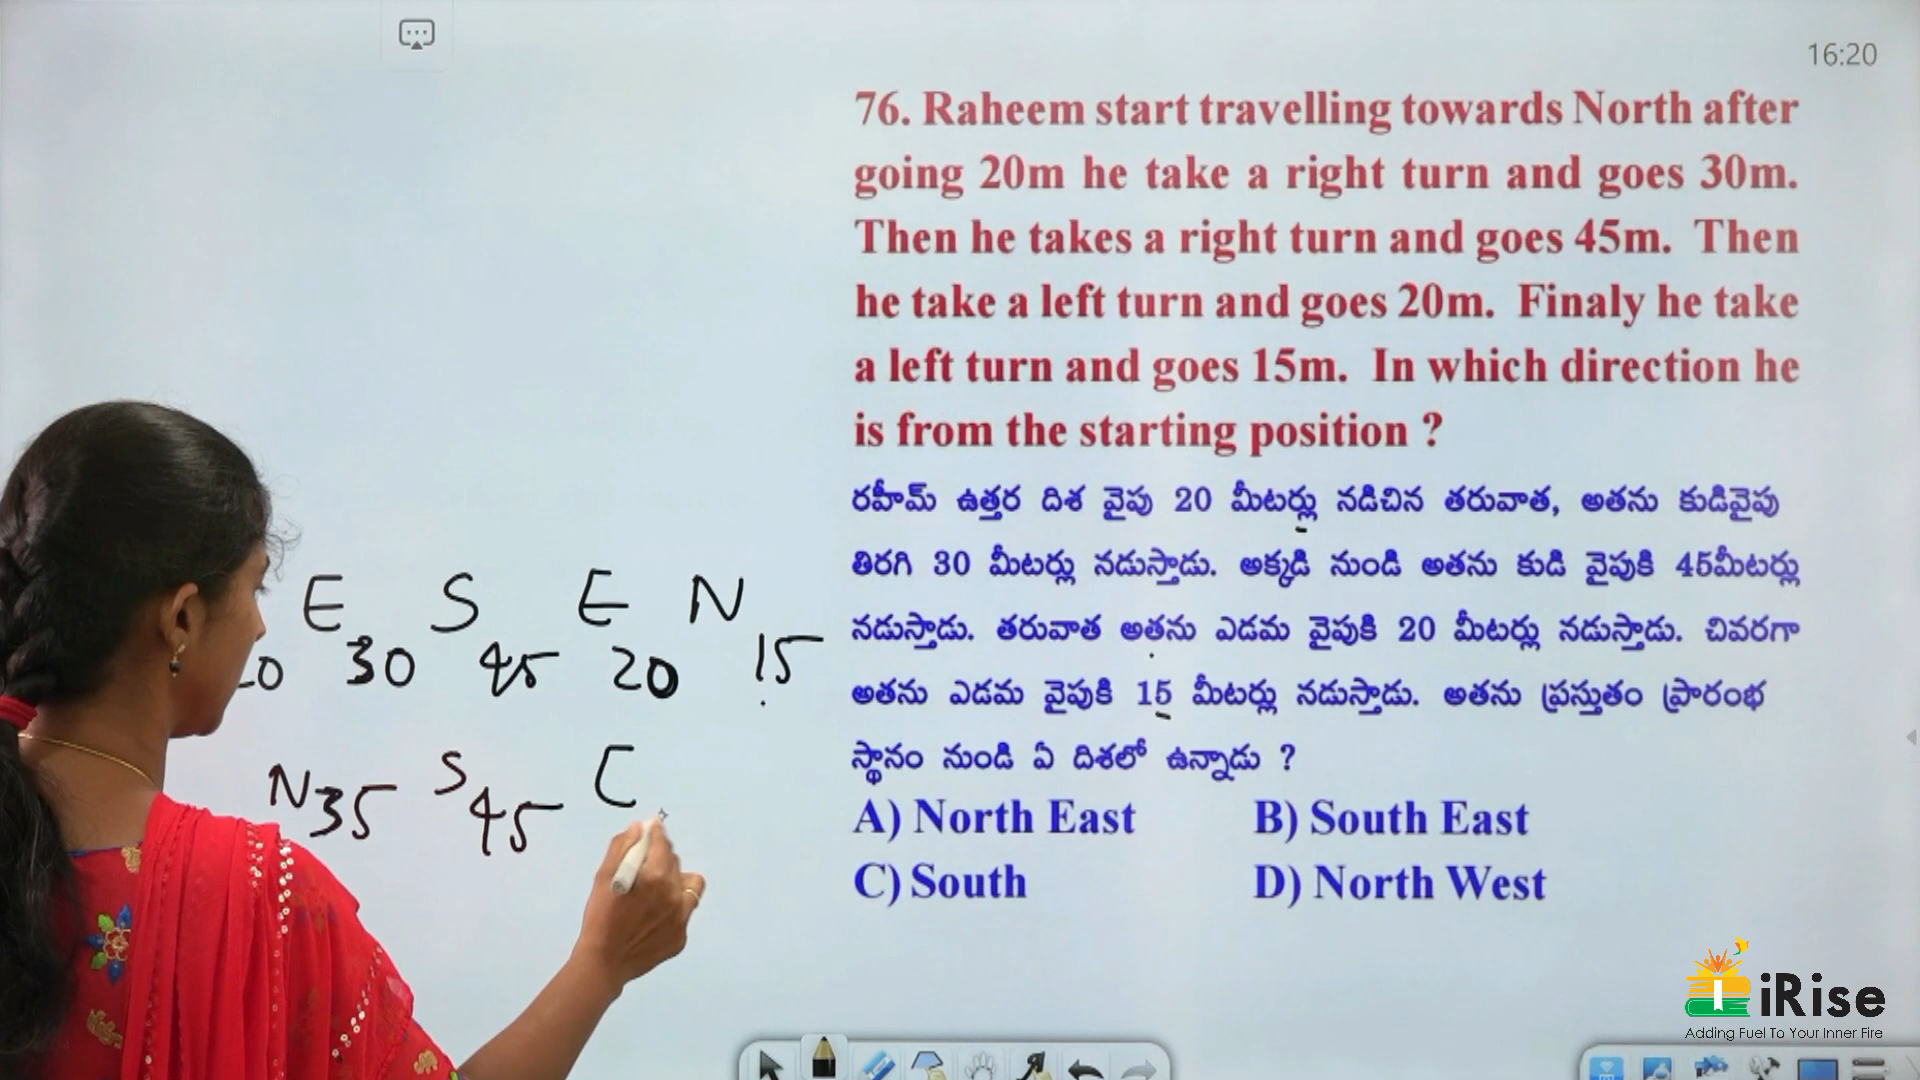 16:20
76. Raheem start travelling towards North after
going 20m he take a right turn and goes 30m.
Then he takes a right turn and goes 45m. Then
he take a left turn and goes 20m. Finaly he take
a left turn and goes 15m. In which direction he
is from the starting position ?
రహీమ్ ఉత్తర దిశ వైపు 20 మీటర్లు నడిచిన తరువాత, అతను కుడివైపు
తిరగి 30 మీటర్లు నడుస్తాడు. అక్కడి నుండి అతను కుడి వైపుకి 45మీటర్లు
నడుస్తాడు. తరువాత అతను ఎడమ వైపుకి 20 మీటర్లు నడుస్తాడు. చివరగా
అతను ఎడమ వైపుకి 15 మీటర్లు నడుస్తాడు. అతను ప్రస్తుతం ప్రారంభ
స్థానం నుండి ఏ దిశలో ఉన్నాడు ?
A) North East B) South East
C) South D) North West
E S E N
30 45 20 15
N35 S45
iRise
Adding Fuel To Your Inner Fire